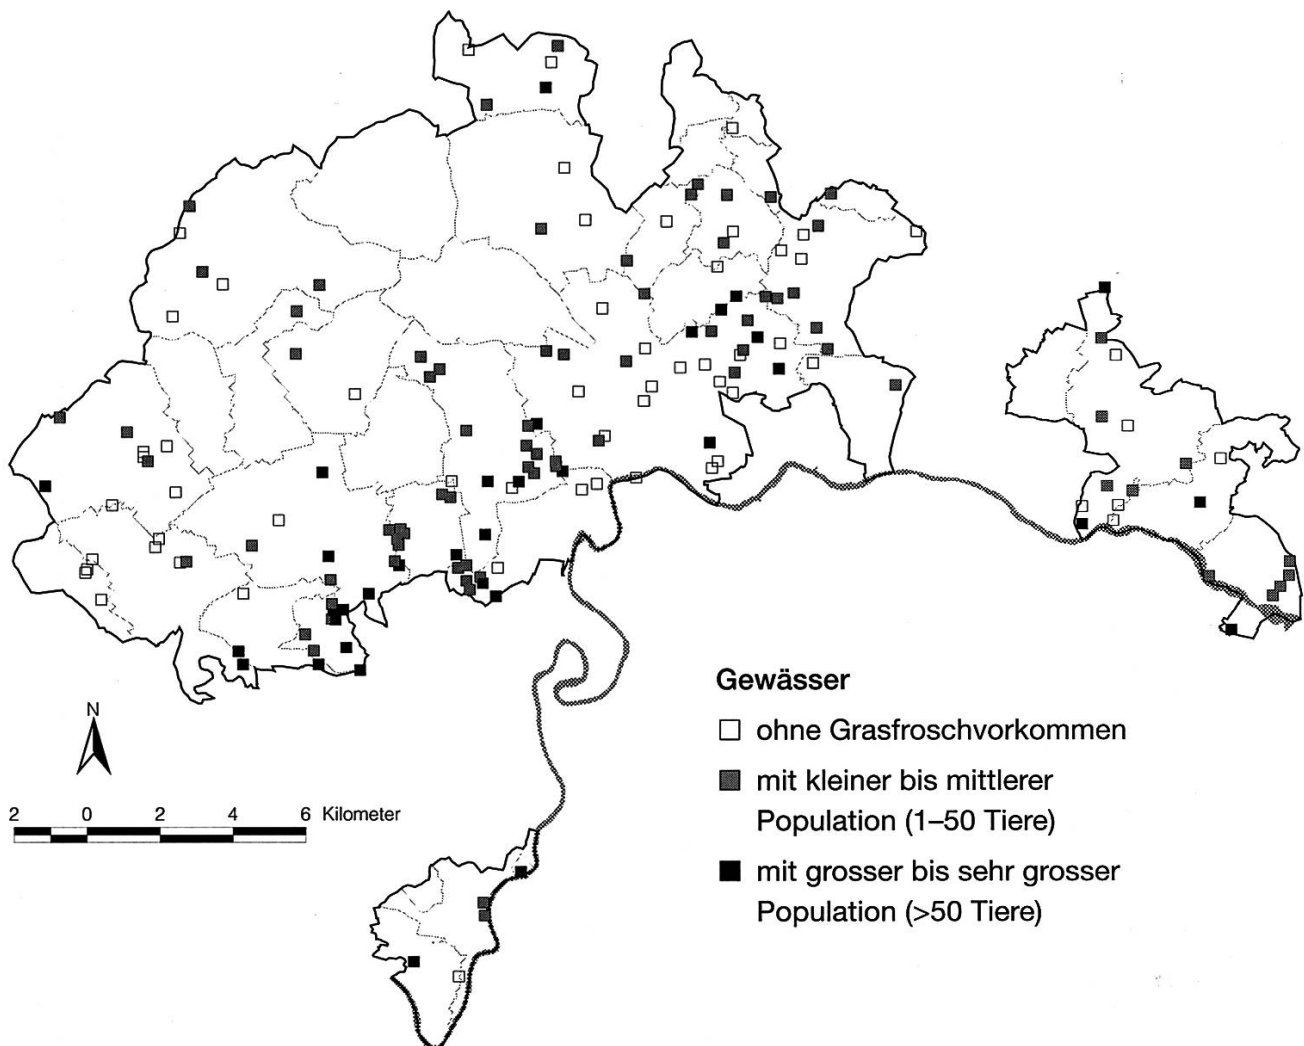 Gewässer
ohne Grasfroschvorkommen
mit kleiner bis mittlerer
Population (1–50 Tiere)
mit grosser bis sehr grosser
Population (>50 Tiere)
N
2 0 2 4 6 Kilometer